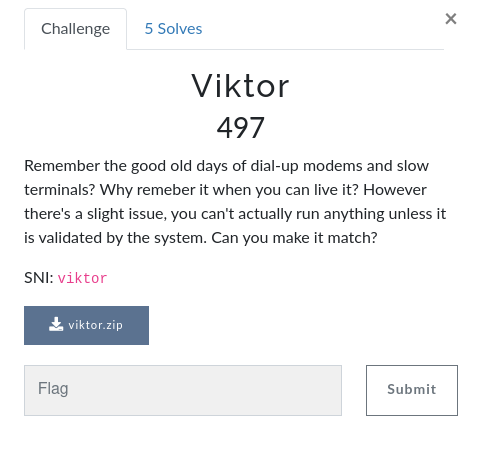 Challenge
5 Solves
×
Viktor
497
Remember the good old days of dial-up modems and slow
terminals? Why remeber it when you can live it? However
there's a slight issue, you can't actually run anything unless it
is validated by the system. Can you make it match?
SNI: viktor
viktor.zip
Flag
Submit